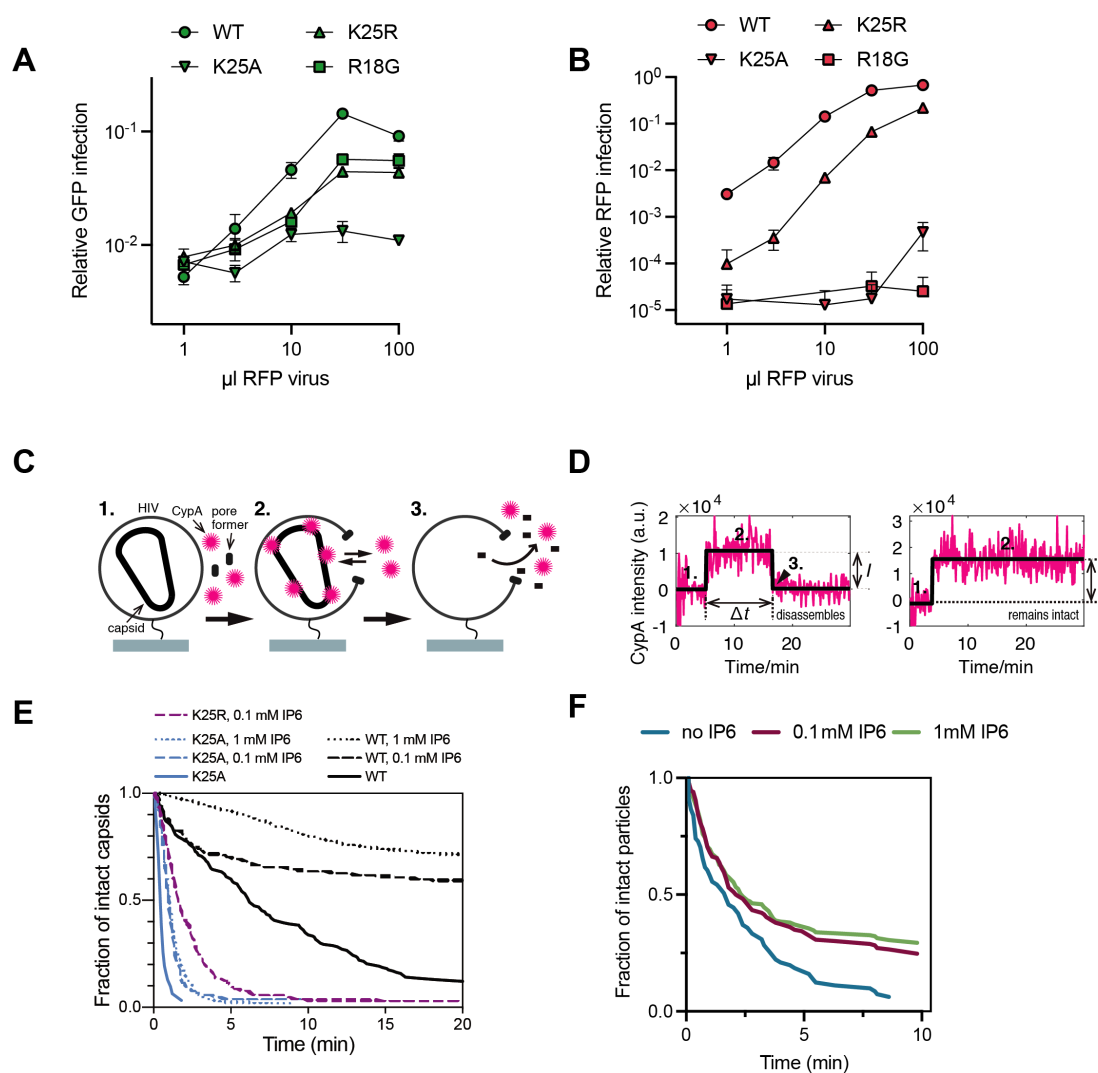 A
WT
K25R
K25A
R18G
Relative GFP infection
10-1
10-2
1
10
100
µl RFP virus
B
WT
K25R
K25A
R18G
Relative RFP infection
100
10-1
10-2
10-3
10-4
10-5
1
10
100
µl RFP virus
C
1.
HIV
CypA
pore
former
capsid
2.
3.
D
CypA intensity (a.u.)
×10 4
2
1
0
-1
1.
2.
3.
I
Δt
disassembles
0
10
20
Time/min
×10 4
3
2
1
0
-1
1.
2.
I
remains intact
0
10
20
Time/min
E
K25R, 0.1 mM IP6
K25A, 1 mM IP6
WT, 1 mM IP6
K25A, 0.1 mM IP6
WT, 0.1 mM IP6
K25A
WT
Fraction of intact capsids
1.0
0.5
0.0
0
5
10
15
20
Time (min)
F
no IP6
0.1mM IP6
1mM IP6
Fraction of intact particles
1.0
0.5
0.0
0
5
10
Time (min)